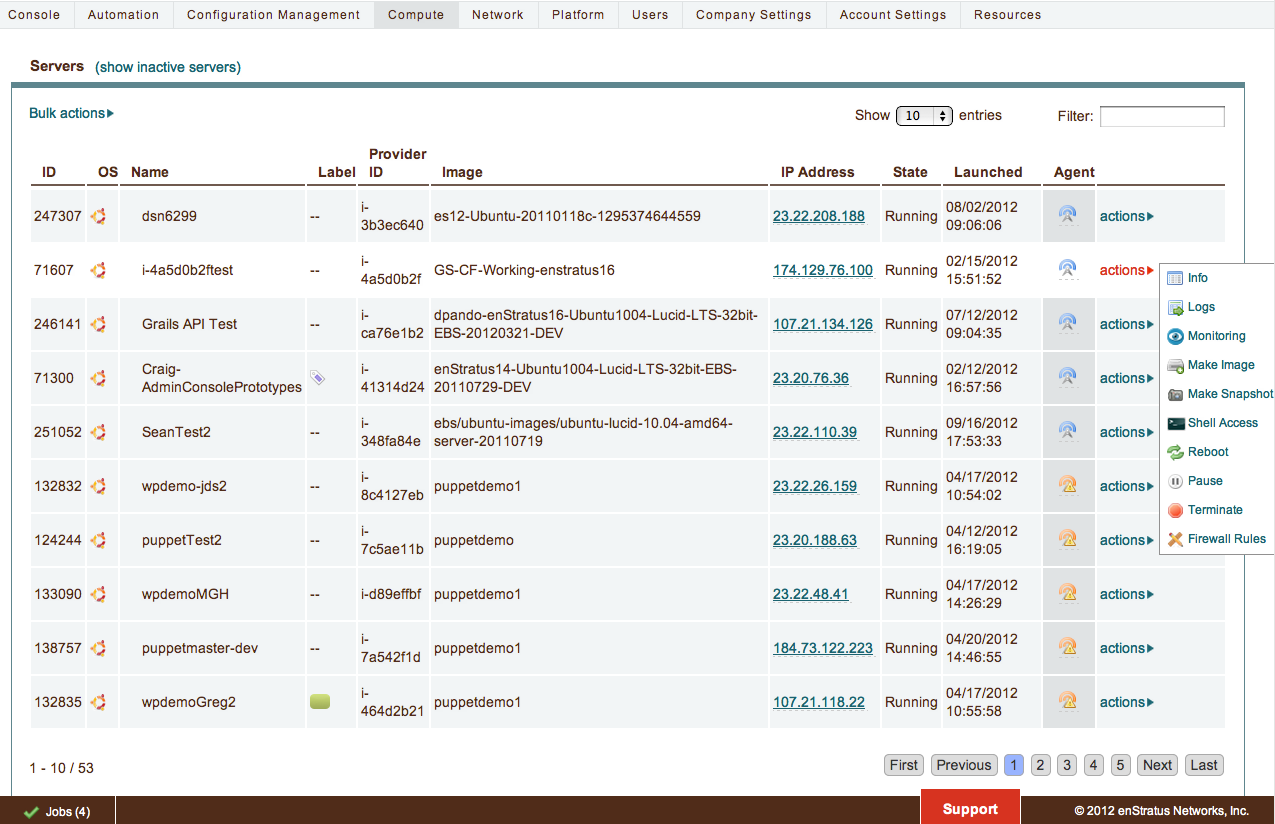 Console Automation Configuration Management Compute Network Platform Users Company Settings Account Settings Resources
Servers (show inactive servers)
Bulk actions
Show 10 entries
Filter:
ID OS Name Label Provider ID Image IP Address State Launched Agent
247307 dsn6299 -- i-3b3ec640 es12-Ubuntu-20110118c-1295374644559 23.22.208.188 Running 08/02/2012 09:06:06 actions
71607 i-4a5d0b2ftest -- i-4a5d0b2f GS-CF-Working-enstratus16 174.129.76.100 Running 02/15/2012 15:51:52 actions
246141 Grails API Test -- i-ca76e1b2 dpando-enStratus16-Ubuntu1004-Lucid-LTS-32bit-EBS-20120321-DEV 107.21.134.126 Running 07/12/2012 09:04:35 actions
71300 Craig-AdminConsolePrototypes i-41314d24 enStratus14-Ubuntu1004-Lucid-LTS-32bit-EBS-20110729-DEV 23.20.76.36 Running 02/12/2012 16:57:56 actions
251052 SeanTest2 -- i-348fa84e ebs/ubuntu-images/ubuntu-lucid-10.04-amd64-server-20110719 23.22.110.39 Running 09/16/2012 17:53:33 actions
132832 wpdemo-jds2 -- i-8c4127eb puppetdemo1 23.22.26.159 Running 04/17/2012 10:54:02 actions
124244 puppetTest2 -- i-7c5ae11b puppetdemo 23.20.188.63 Running 04/12/2012 16:19:05 actions
133090 wpdemoMGH -- i-d89effbf puppetdemo1 23.22.48.41 Running 04/17/2012 14:26:29 actions
138757 puppetmaster-dev -- i-7a542f1d puppetdemo1 184.73.122.223 Running 04/20/2012 14:46:55 actions
132835 wpdemoGreg2 i-464d2b21 puppetdemo1 107.21.118.22 Running 04/17/2012 10:55:58 actions
Info
Logs
Monitoring
Make Image
Make Snapshot
Shell Access
Reboot
Pause
Terminate
Firewall Rules
1 - 10 / 53
First Previous 1 2 3 4 5 Next Last
Jobs (4)
Support
© 2012 enStratus Networks, Inc.